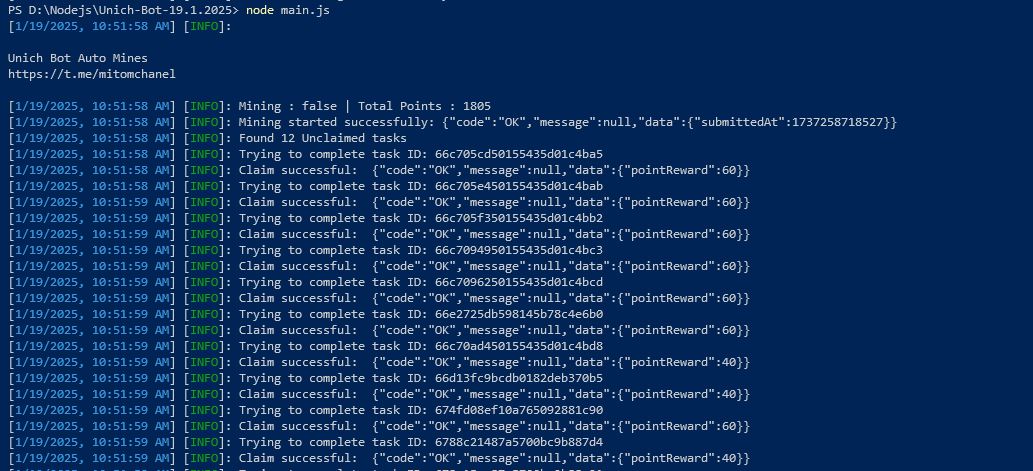 PS D:\Nodejs\Unich-Bot-19.1.2025> node main.js
[1/19/2025, 10:51:58 AM] [INFO]:
Unich Bot Auto Mines
https://t.me/mitomchanel
[1/19/2025, 10:51:58 AM] [INFO]: Mining : false | Total Points : 1805
[1/19/2025, 10:51:58 AM] [INFO]: Mining started successfully: {"code":"OK","message":null,"data":{"submittedAt":1737258718527}}
[1/19/2025, 10:51:58 AM] [INFO]: Found 12 Unclaimed tasks
[1/19/2025, 10:51:58 AM] [INFO]: Trying to complete task ID: 66c705cd50155435d01c4ba5
[1/19/2025, 10:51:58 AM] [INFO]: Claim successful:  {"code":"OK","message":null,"data":{"pointReward":60}}
[1/19/2025, 10:51:58 AM] [INFO]: Trying to complete task ID: 66c705e450155435d01c4bab
[1/19/2025, 10:51:59 AM] [INFO]: Claim successful:  {"code":"OK","message":null,"data":{"pointReward":60}}
[1/19/2025, 10:51:59 AM] [INFO]: Trying to complete task ID: 66c705f350155435d01c4bb2
[1/19/2025, 10:51:59 AM] [INFO]: Claim successful:  {"code":"OK","message":null,"data":{"pointReward":60}}
[1/19/2025, 10:51:59 AM] [INFO]: Trying to complete task ID: 66c7094950155435d01c4bc3
[1/19/2025, 10:51:59 AM] [INFO]: Claim successful:  {"code":"OK","message":null,"data":{"pointReward":60}}
[1/19/2025, 10:51:59 AM] [INFO]: Trying to complete task ID: 66c7096250155435d01c4bcd
[1/19/2025, 10:51:59 AM] [INFO]: Claim successful:  {"code":"OK","message":null,"data":{"pointReward":60}}
[1/19/2025, 10:51:59 AM] [INFO]: Trying to complete task ID: 66e2725db598145b78c4e6b0
[1/19/2025, 10:51:59 AM] [INFO]: Claim successful:  {"code":"OK","message":null,"data":{"pointReward":60}}
[1/19/2025, 10:51:59 AM] [INFO]: Trying to complete task ID: 66c70ad450155435d01c4bd8
[1/19/2025, 10:51:59 AM] [INFO]: Claim successful:  {"code":"OK","message":null,"data":{"pointReward":40}}
[1/19/2025, 10:51:59 AM] [INFO]: Trying to complete task ID: 66d13fc9bcdb0182deb370b5
[1/19/2025, 10:51:59 AM] [INFO]: Claim successful:  {"code":"OK","message":null,"data":{"pointReward":40}}
[1/19/2025, 10:51:59 AM] [INFO]: Trying to complete task ID: 674fd08ef10a765092881c90
[1/19/2025, 10:51:59 AM] [INFO]: Claim successful:  {"code":"OK","message":null,"data":{"pointReward":60}}
[1/19/2025, 10:51:59 AM] [INFO]: Trying to complete task ID: 6788c21487a5700bc9b887d4
[1/19/2025, 10:51:59 AM] [INFO]: Claim successful:  {"code":"OK","message":null,"data":{"pointReward":40}}